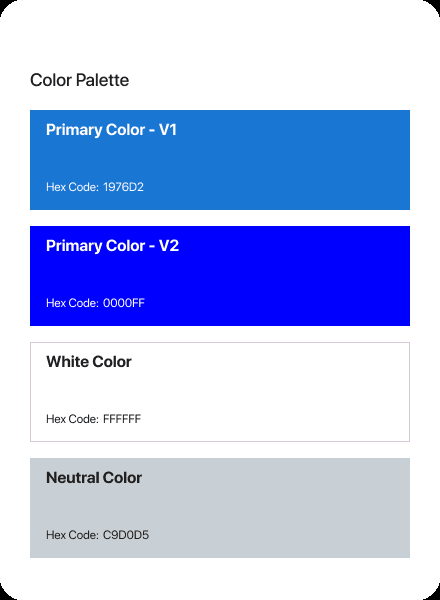 Color Palette
Primary Color - V1
Hex Code: 1976D2
Primary Color - V2
Hex Code: 0000FF
White Color
Hex Code: FFFFFF
Neutral Color
Hex Code: C9D0D5